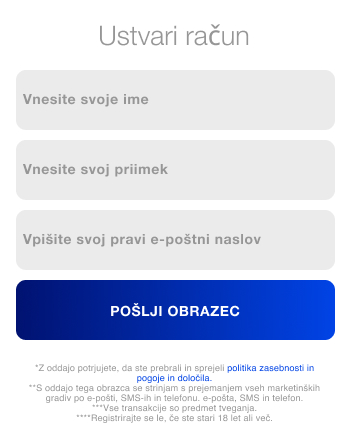 Ustvari račun
Vnesite svoje ime
Vnesite svoj priimek
Vpišite svoj pravi e-poštni naslov
POŠLJI OBRAZEC
*Z oddajo potrjujete, da ste prebrali in sprejeli politika zasebnosti in
pogoje in določila.
**S oddajo tega obrazca se strinjam s prejemanjem vseh marketinških
gradiv po e-pošti, SMS-ih in telefonu. e-pošta, SMS in telefon.
***Vse transakcije so predmet tveganja.
****Registrirajte se le, če ste stari 18 let ali več.